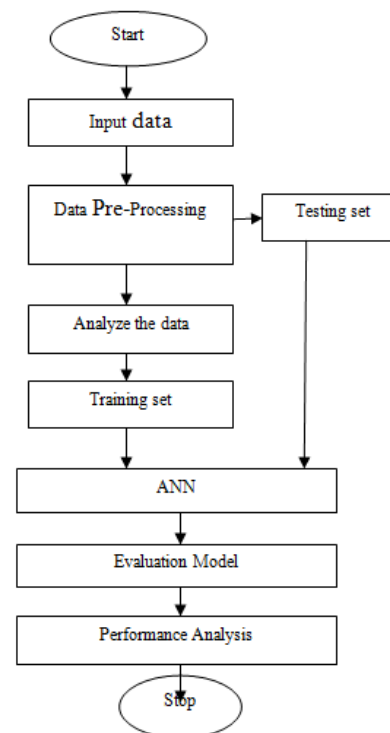 Start
Input data
Data Pre-Processing
Testing set
Analyze the data
Training set
ANN
Evaluation Model
Performance Analysis
Stop